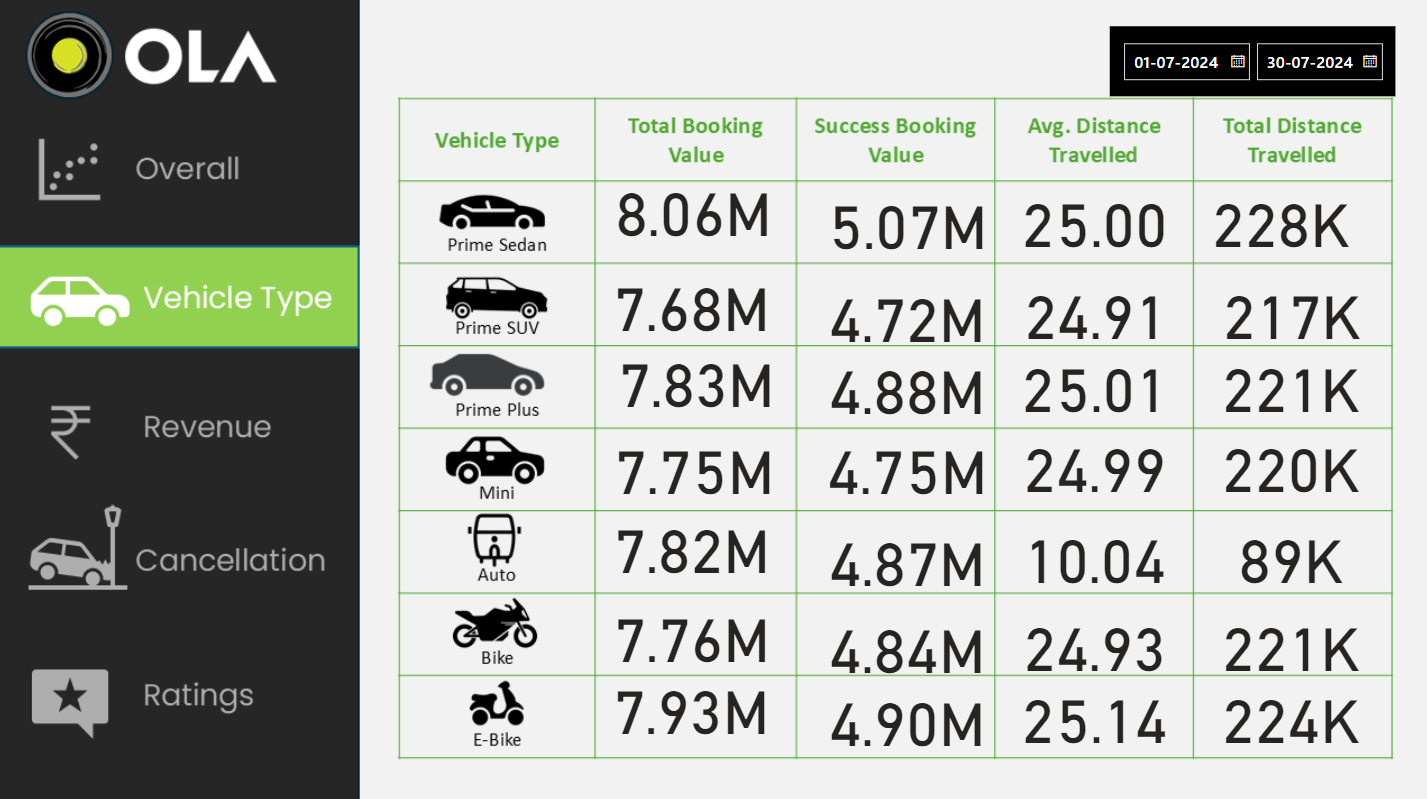 OLA
01-07-2024 30-07-2024
Overall
Vehicle Type
Revenue
Cancellation
Ratings
Vehicle Type
Total Booking
Value
Success Booking
Value
Avg. Distance
Travelled
Total Distance
Travelled
Prime Sedan 8.06M 5.07M 25.00 228K
Prime SUV 7.68M 4.72M 24.91 217K
Prime Plus 7.83M 4.88M 25.01 221K
Mini 7.75M 4.75M 24.99 220K
Auto 7.82M 4.87M 10.04 89K
Bike 7.76M 4.84M 24.93 221K
E-Bike 7.93M 4.90M 25.14 224K